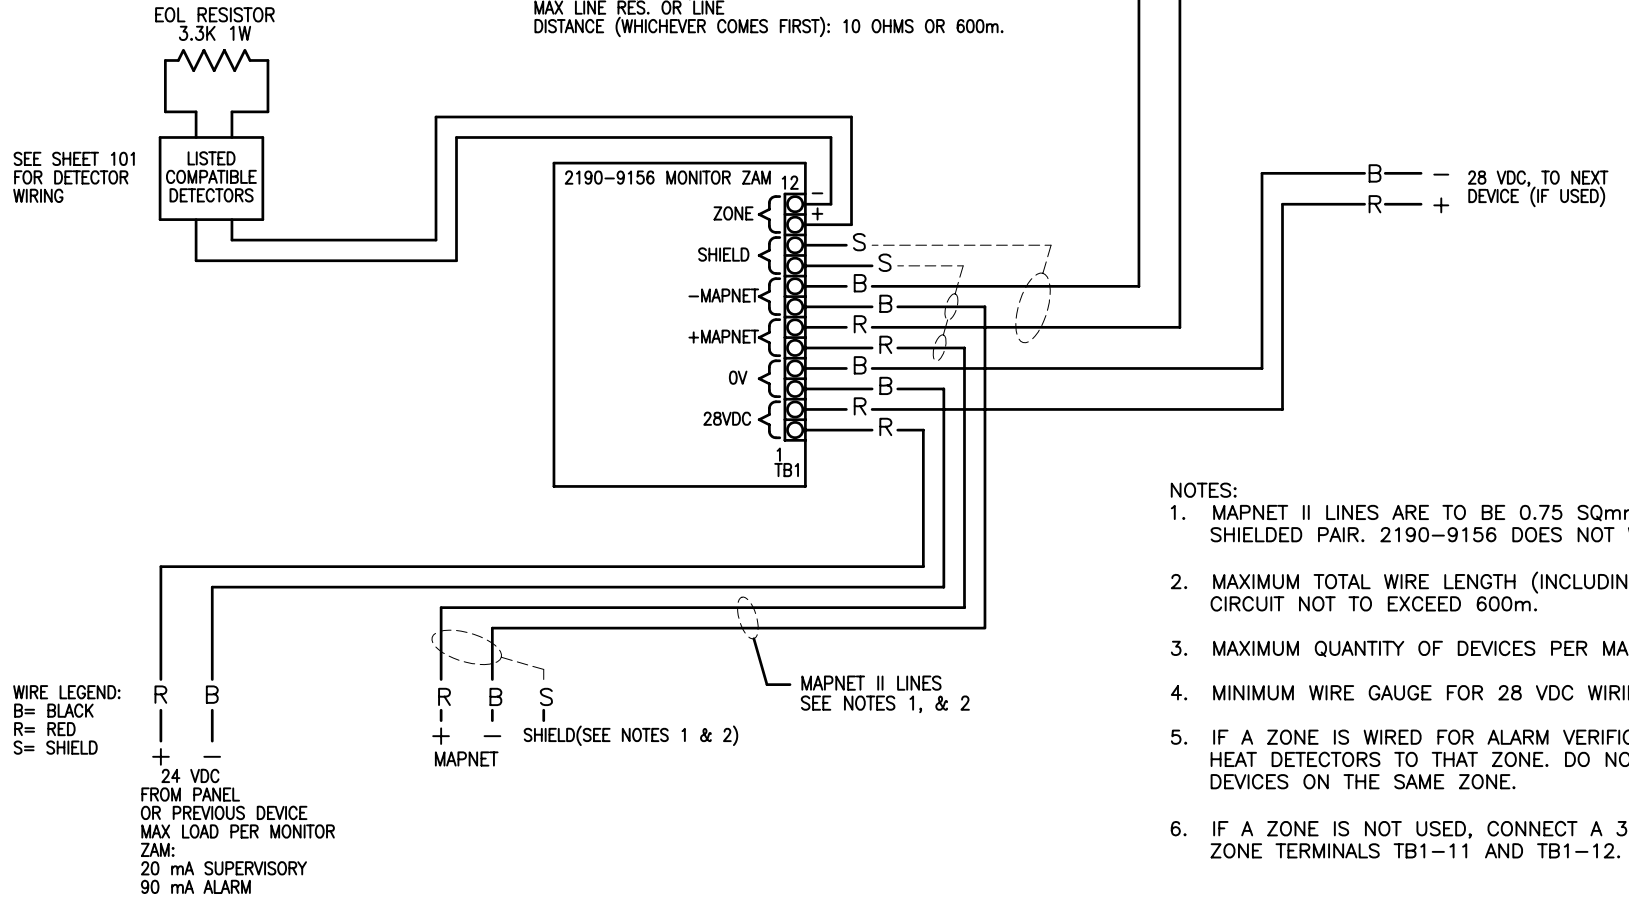 EOL RESISTOR
3.3K 1W
MAX LINE RES. OR LINE
DISTANCE (WHICHEVER COMES FIRST): 10 OHMS OR 600m.
SEE SHEET 101
FOR DETECTOR
WIRING
LISTED
COMPATIBLE
DETECTORS
2190-9156 MONITOR ZAM 12
ZONE
-
+
SHIELD
S
S
-MAPNET
B
B
+MAPNET
R
R
0V
B
B
28VDC
R
R
1
TB1
B -
R +
28 VDC, TO NEXT
DEVICE (IF USED)
WIRE LEGEND:
B= BLACK
R= RED
S= SHIELD
R B
+ -
24 VDC
FROM PANEL
OR PREVIOUS DEVICE
MAX LOAD PER MONITOR
ZAM:
20 mA SUPERVISORY
90 mA ALARM
R B S
+ - SHIELD(SEE NOTES 1 & 2)
MAPNET
MAPNET II LINES
SEE NOTES 1, & 2
NOTES:
1. MAPNET II LINES ARE TO BE 0.75 SQmm
SHIELDED PAIR. 2190-9156 DOES NOT
2. MAXIMUM TOTAL WIRE LENGTH (INCLUDIN
CIRCUIT NOT TO EXCEED 600m.
3. MAXIMUM QUANTITY OF DEVICES PER MA
4. MINIMUM WIRE GAUGE FOR 28 VDC WIRI
5. IF A ZONE IS WIRED FOR ALARM VERIFIC
HEAT DETECTORS TO THAT ZONE. DO NO
DEVICES ON THE SAME ZONE.
6. IF A ZONE IS NOT USED, CONNECT A 3
ZONE TERMINALS TB1-11 AND TB1-12.